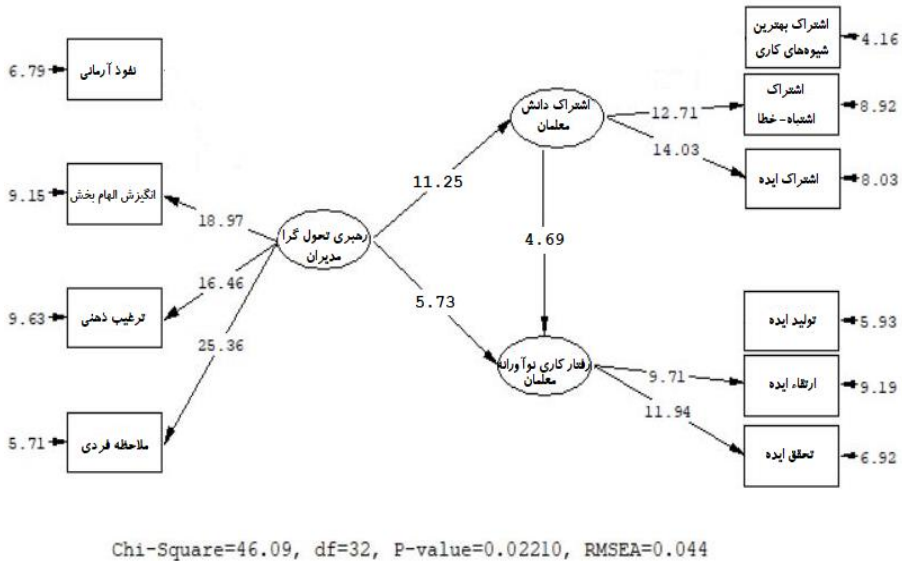 اشتراک بهترین
شیوه‌های کاری
4.16
6.79
نفوذ آرمانی
اشتراک
اشتباه-خطا
8.92
اشتراک دانش
معلمان
12.71
14.03
اشتراک ایده
8.03
11.25
9.15
انگیزش الهام بخش
18.97
رهبری تحول گرا
مدیران
4.69
16.46
5.73
9.63
ترغیب ذهنی
25.36
تولید ایده
5.93
رفتار کاری نوآورانه
معلمان
9.71
ارتقاء ایده
9.19
11.94
5.71
ملاحظه فردی
تحقق ایده
6.92
Chi-Square=46.09, df=32, P-value=0.02210, RMSEA=0.044